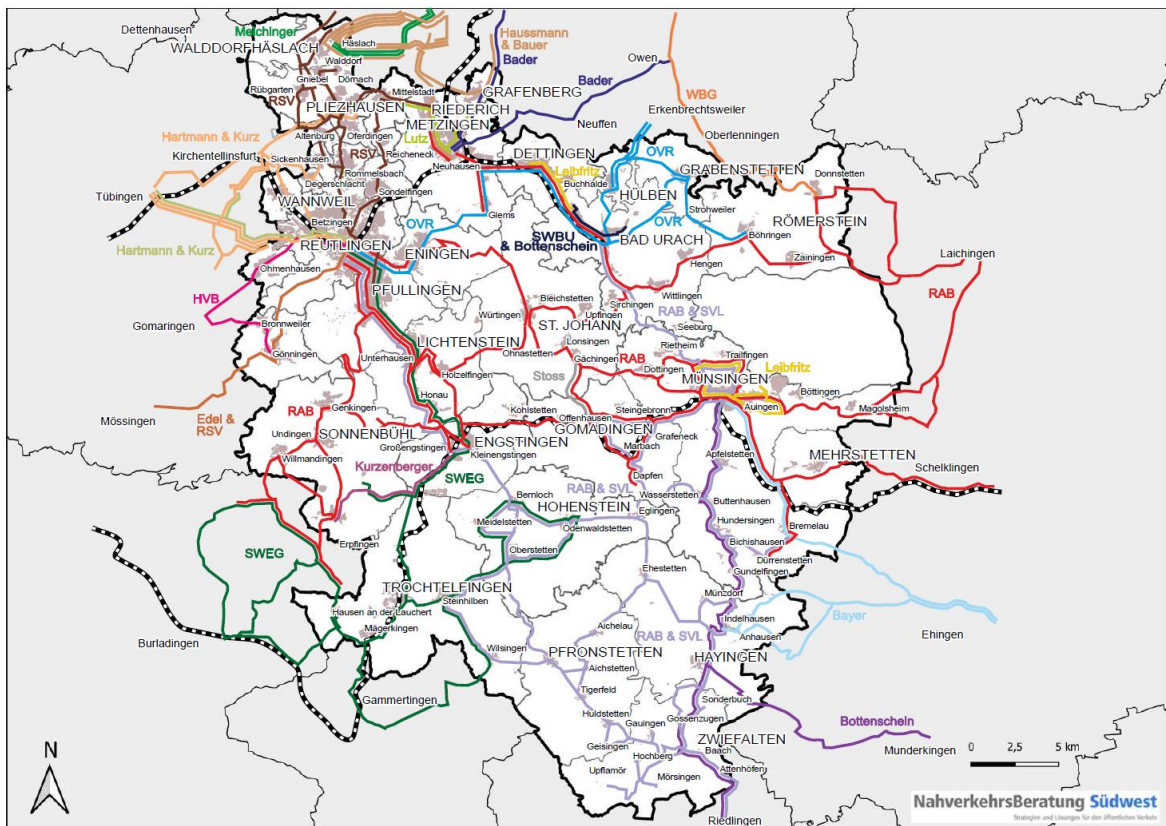 Dettenhausen
Melchinger
Häslach
WALDDORFHÄSLACH
Walddorf
Haussmann
& Bauer
Bader
Owen
Bader
Gniebel
Dörnach
Rübgarten
RSV
Mittelstadt
GRAFENBERG
WBG
PLIEZHAUSEN
RIEDERICH
METZINGEN
Erkenbrechtsweiler
Neuffen
Oberlenningen
Hartmann & Kurz
Altenburg
Oferdingen
Lutz
Kirchentellinsfurt
Sickenhausen
RSV
Reicheneck
Neuhausen
DETTINGEN
OVR
GRABENSTETTEN
Rommelsbach
Leibfritz
Buchhalde
Donnstetten
Degerschlacht
Sondelfingen
HÜLBEN
Tübingen
WANNWEIL
Strohweiler
RÖMERSTEIN
Betzingen
OVR
Glems
OVR
SWBU
& Bottenschein
BAD URACH
Böhringen
Hartmann & Kurz
REUTLINGEN
ENINGEN
Hengen
Zainingen
Laichingen
Ohmenhausen
HVB
PFULLINGEN
Wittlingen
RAB
Bleichstetten
Sirchingen
Gomaringen
Würtingen
Upfingen
RAB & SVL
Bronnweiler
ST. JOHANN
Seeburg
LICHTENSTEIN
Lonsingen
Rietheim
Gönningen
Unterhausen
Ohnastetten
Gächingen
RAB
Trailfingen
Holzelfingen
Dottingen
Leibfritz
Stoss
MÜNSINGEN
Honau
Böttingen
Mössingen
Edel &
RSV
RAB
Genkingen
Kohlstetten
Steingebronn
Auingen
Magolsheim
Offenhausen
Undingen
SONNENBÜHL
GOMADINGEN
Grafeneck
Großengstingen
ENGSTINGEN
Marbach
Willmandingen
Kleinengstingen
Apfelstetten
MEHRSTETTEN
Kurzenberger
Dapfen
Schelklingen
SWEG
RAB & SVL
Wasserstetten
Bernloch
Buttenhausen
HOHENSTEIN
Eglingen
Meidelstetten
Hundersingen
Bremelau
Odenwaldstetten
Erpfingen
Bichishausen
SWEG
Oberstetten
Dürrenstetten
Gundelfingen
Ehestetten
TROCHTELFINGEN
Münzdorf
Steinhilben
Hausen an der Lauchert
Indelhausen
Bayer
Mägerkingen
Aichelau
Anhausen
Ehingen
RAB & SVL
Burladingen
Wilsingen
PFRONSTETTEN
HAYINGEN
Aichstetten
Tigerfeld
Gammertingen
Sonderbuch
Huldstetten
Gossenzugen
Bottenschein
Gauingen
Geisingen
ZWIEFALTEN
Munderkingen
Hochberg
Baach
Upflamör
Attenhöfen
Mörsingen
Riedlingen
N
0 2,5 5 km
NahverkehrsBeratung Südwest
Strategien und Lösungen für den öffentlichen Verkehr